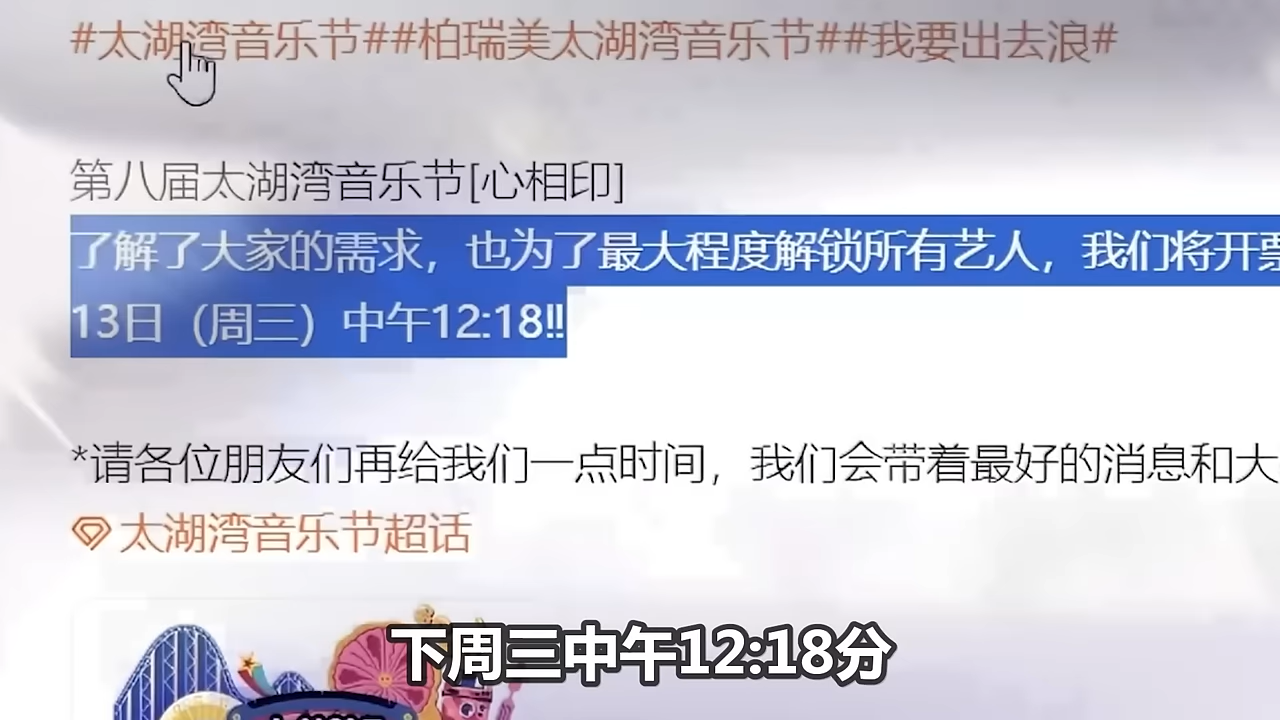 #太湖湾音乐节##柏瑞美太湖湾音乐节##我要出去浪#
第八届太湖湾音乐节[心相印]
了解了大家的需求，也为了最大程度解锁所有艺人，我们将开票
13日（周三）中午12:18!!
*请各位朋友们再给我们一点时间，我们会带着最好的消息和大
太湖湾音乐节超话
下周三中午12:18分